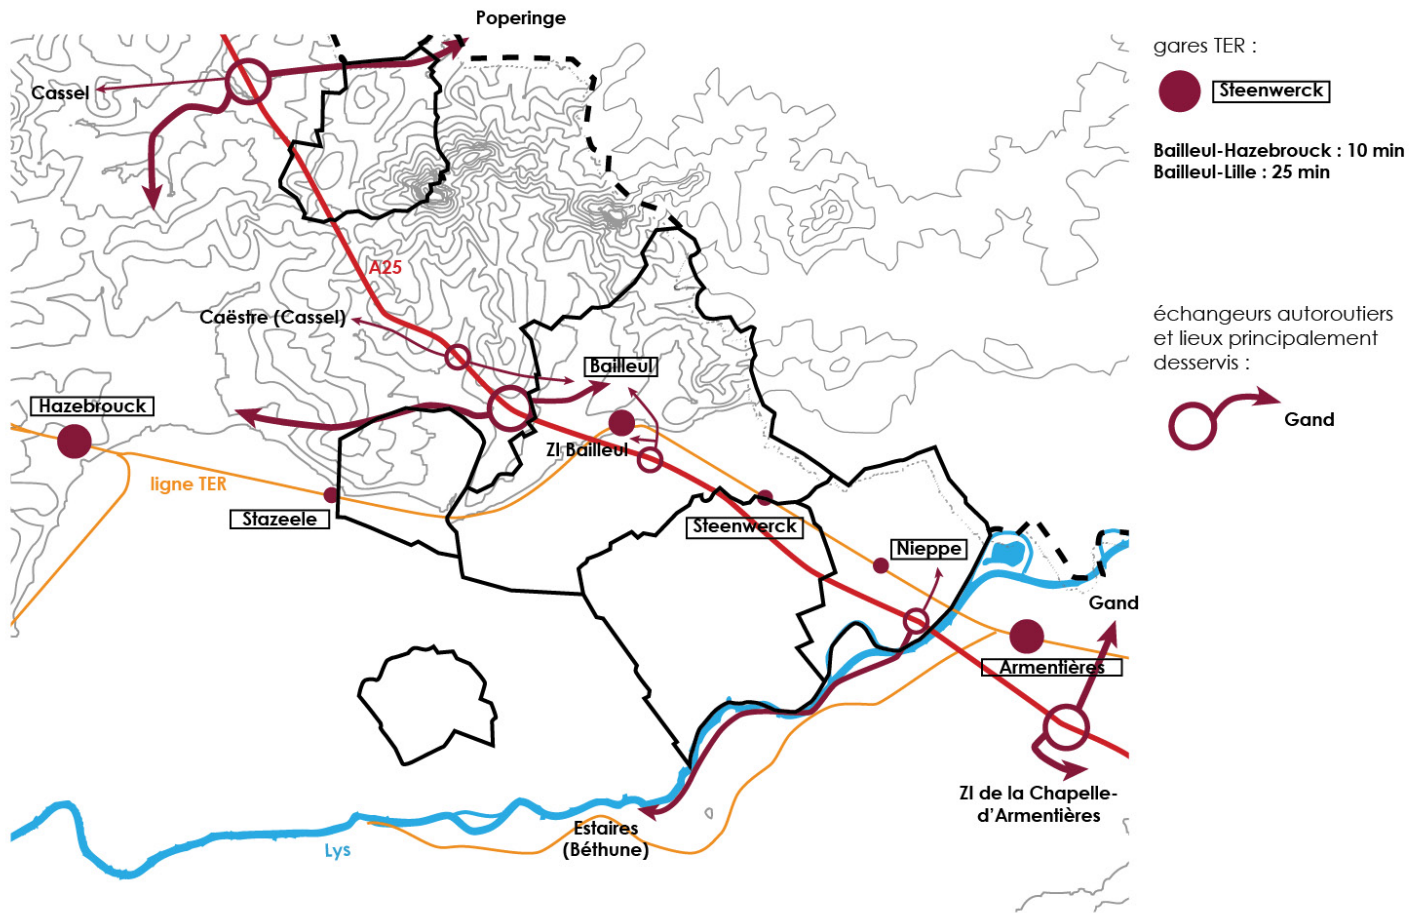 Poperinge
gares TER :
Steenwerck
Cassel
Bailleul-Hazebrouck : 10 min
Bailleul-Lille : 25 min
A25
Caëstre (Cassel)
échangeurs autoroutiers
et lieux principalement
desservis :
Bailleul
Hazebrouck
Gand
ZI Bailleul
ligne TER
Stazeele
Steenwerck
Nieppe
Gand
Armentières
ZI de la Chapelle-
d'Armentières
Estaires
(Béthune)
Lys